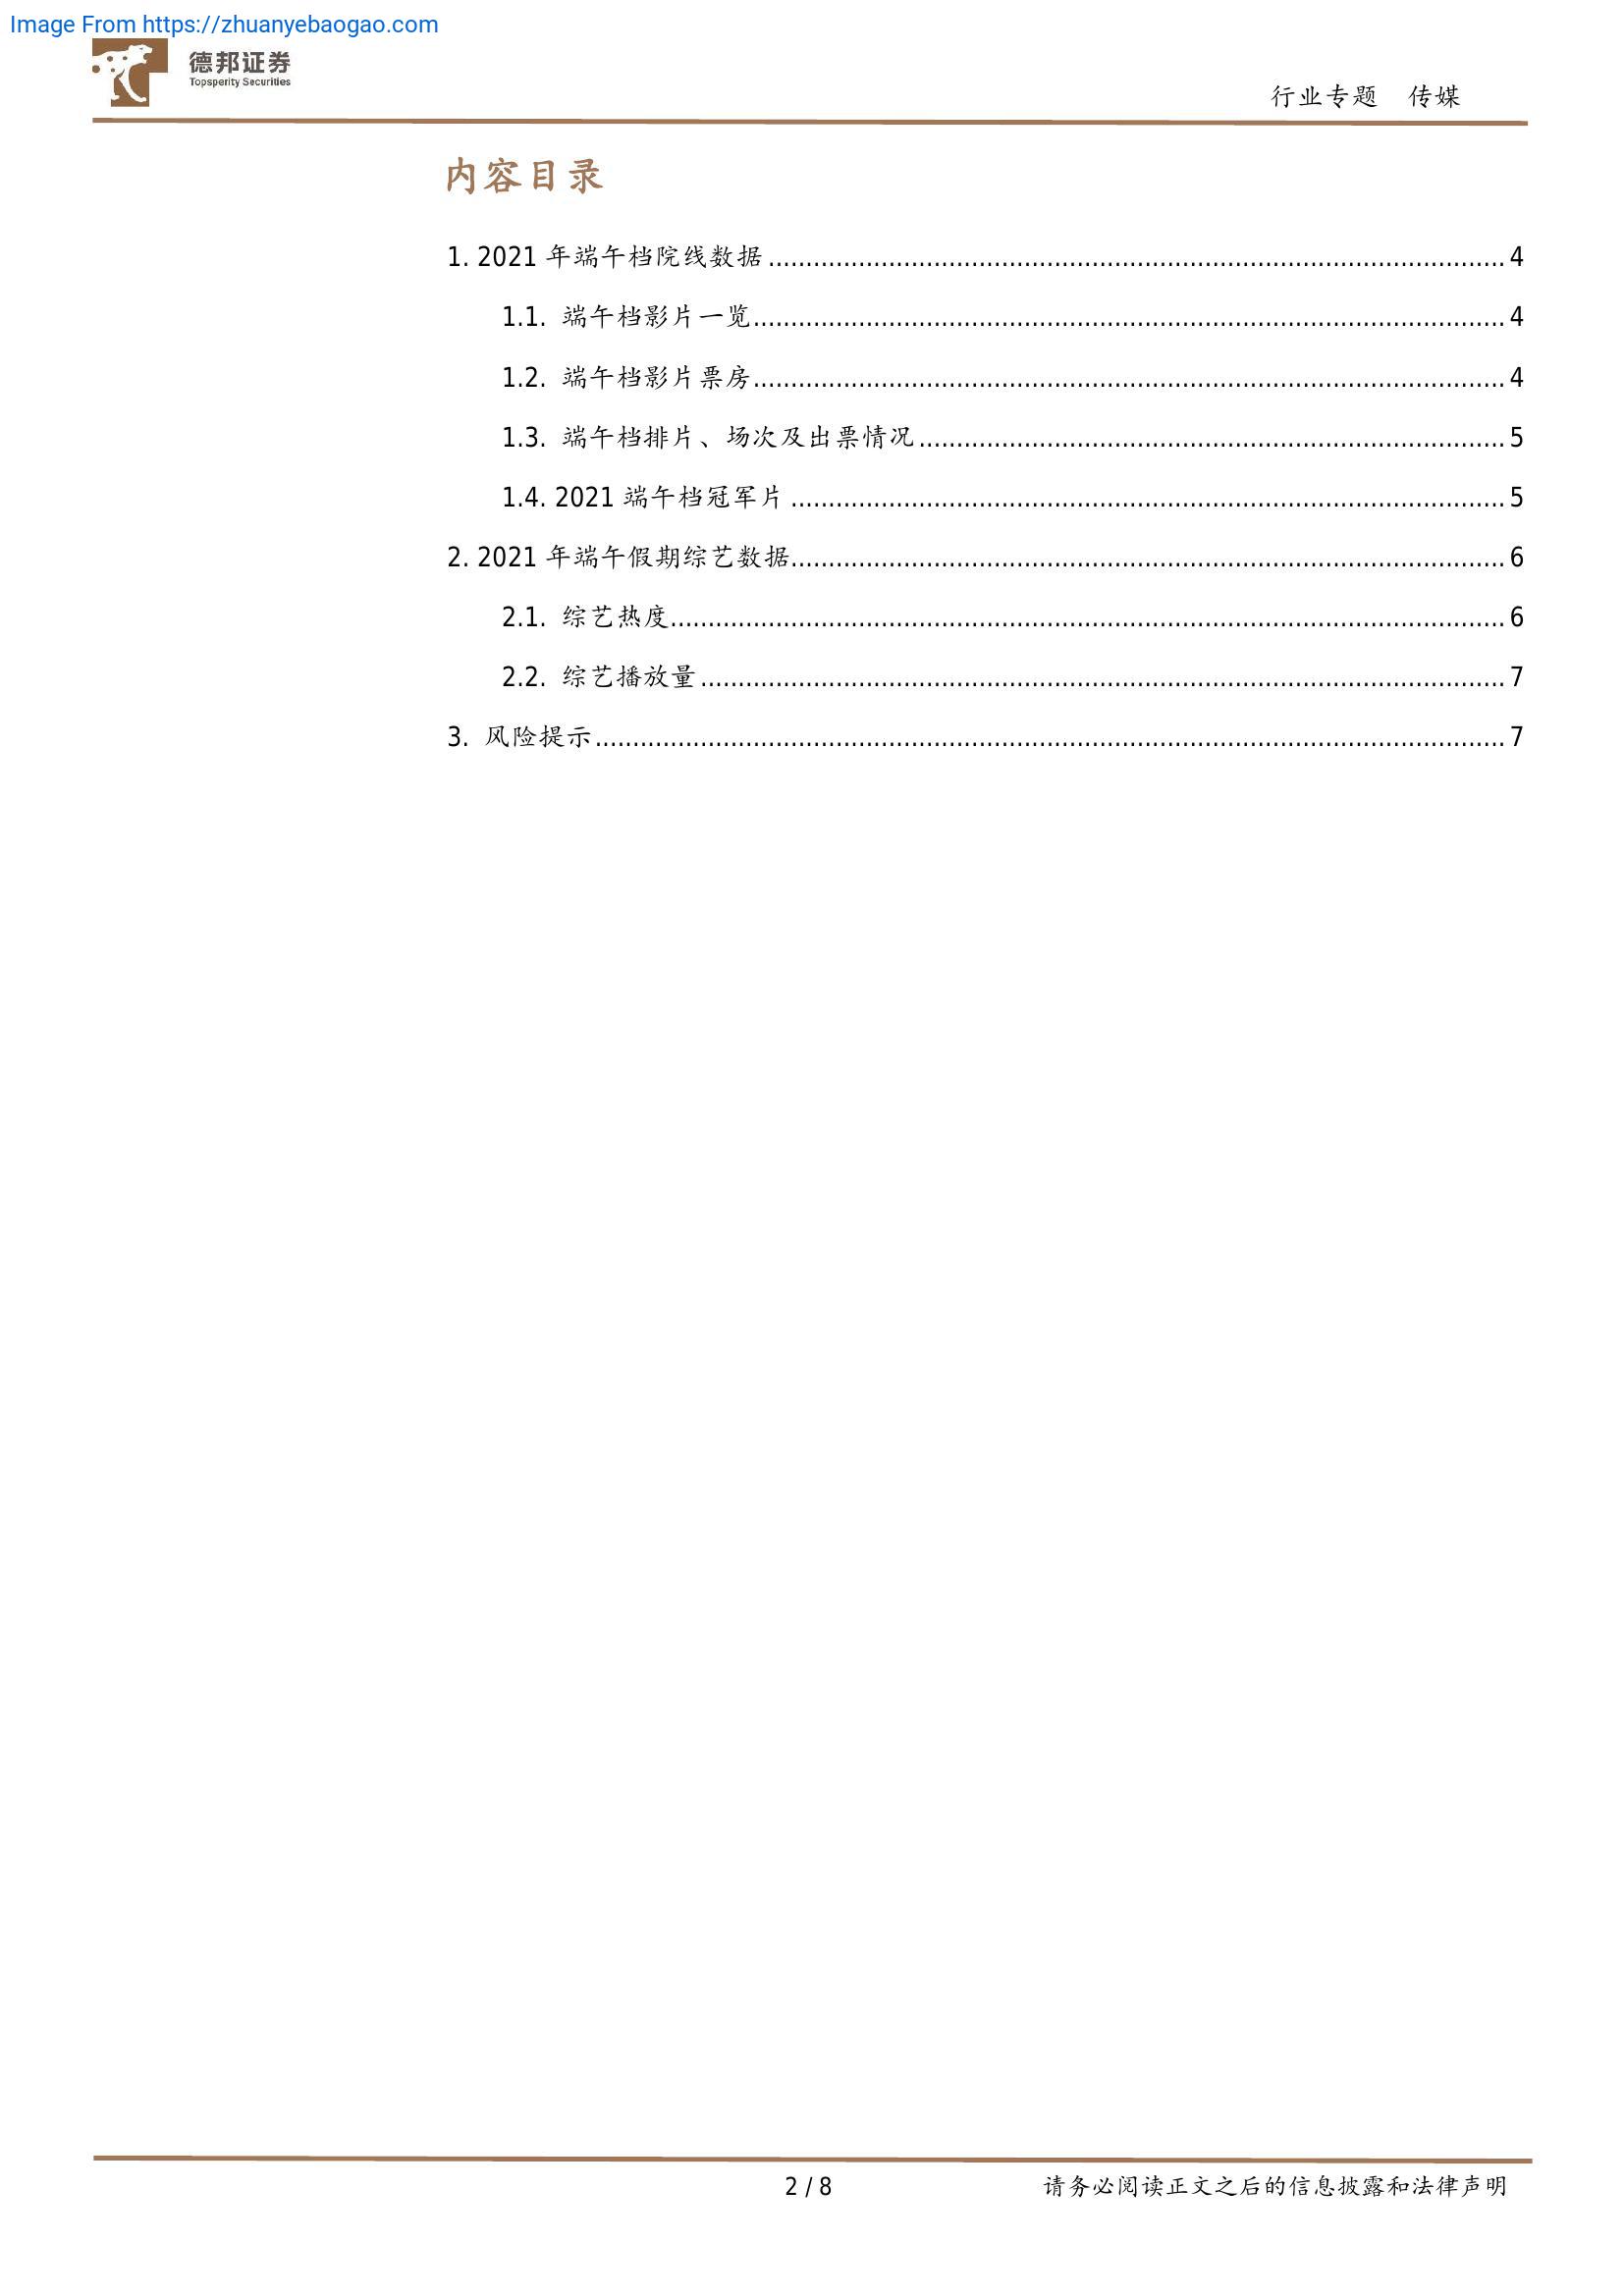 Image From https://zhuanyebaogao.com
德邦证券
Topsperity Securities
行业专题 传媒
内容目录
1. 2021 年端午档院线数据 ........................................................................................ 4
1.1. 端午档影片一览 ........................................................................................ 4
1.2. 端午档影片票房 ........................................................................................ 4
1.3. 端午档排片、场次及出票情况 ........................................................................ 5
1.4. 2021 端午档冠军片 ........................................................................................ 5
2. 2021 年端午假期综艺数据 ........................................................................................ 6
2.1. 综艺热度 ........................................................................................ 6
2.2. 综艺播放量 ........................................................................................ 7
3. 风险提示 ........................................................................................ 7
2 / 8
请务必阅读正文之后的信息披露和法律声明